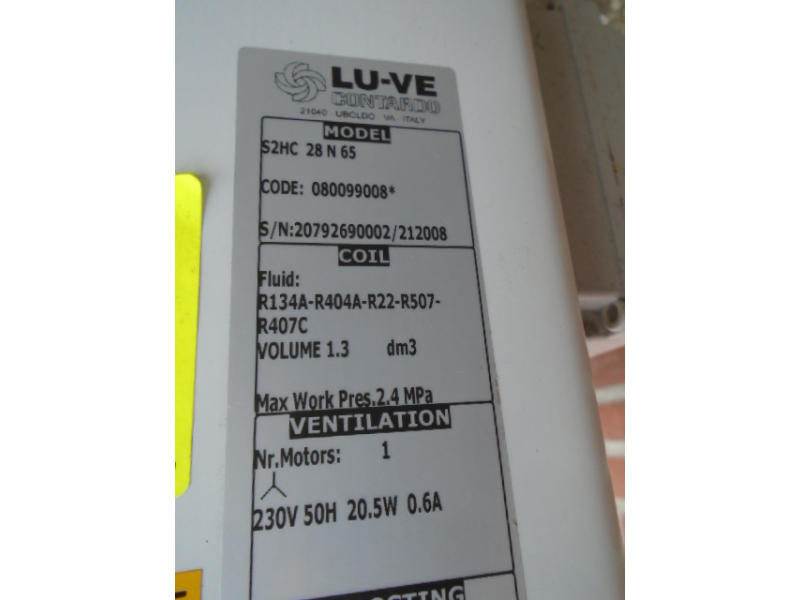 LU-VE
CONTARDO
21040 UBOLDO VA ITALY
MODEL
S2HC 28 N 65
CODE: 080099008*
S/N:20792690002/212008
COIL
Fluid:
R134A-R404A-R22-R507-
R407C
VOLUME 1.3 dm3
Max Work Pres.2.4 MPa
VENTILATION
Nr.Motors: 1
230V 50H 20.5W 0.6A